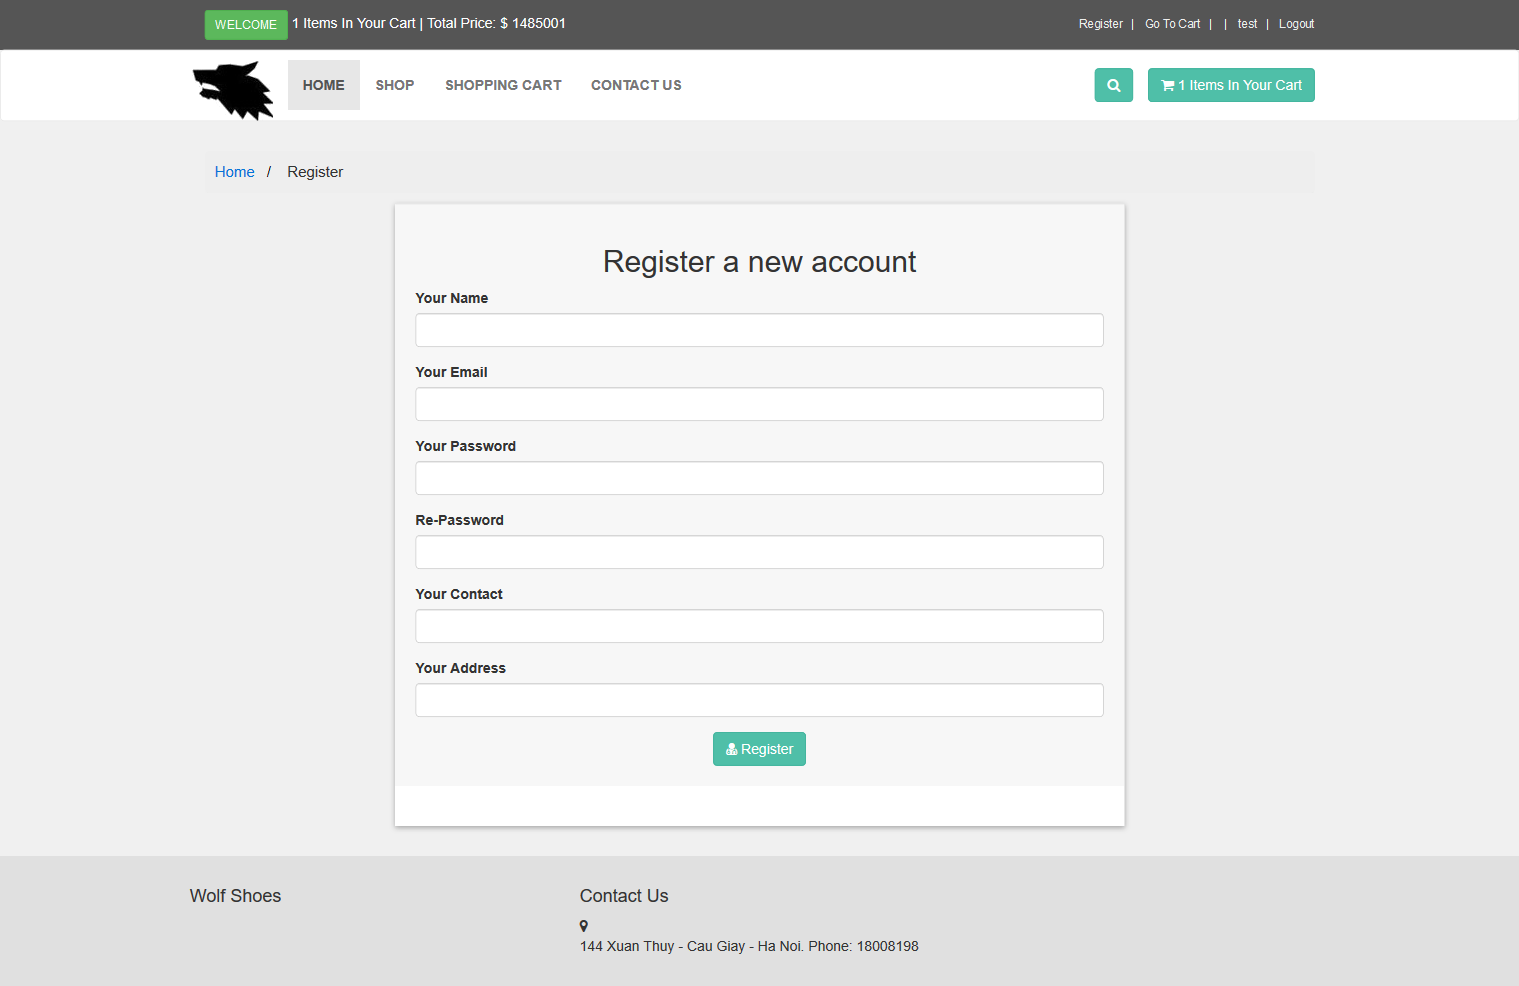 WELCOME 1 Items In Your Cart | Total Price: $ 1485001
Register | Go To Cart | | test | Logout
HOME SHOP SHOPPING CART CONTACT US
1 Items In Your Cart
Home / Register
Register a new account
Your Name
Your Email
Your Password
Re-Password
Your Contact
Your Address
Register
Wolf Shoes
Contact Us
144 Xuan Thuy - Cau Giay - Ha Noi. Phone: 18008198